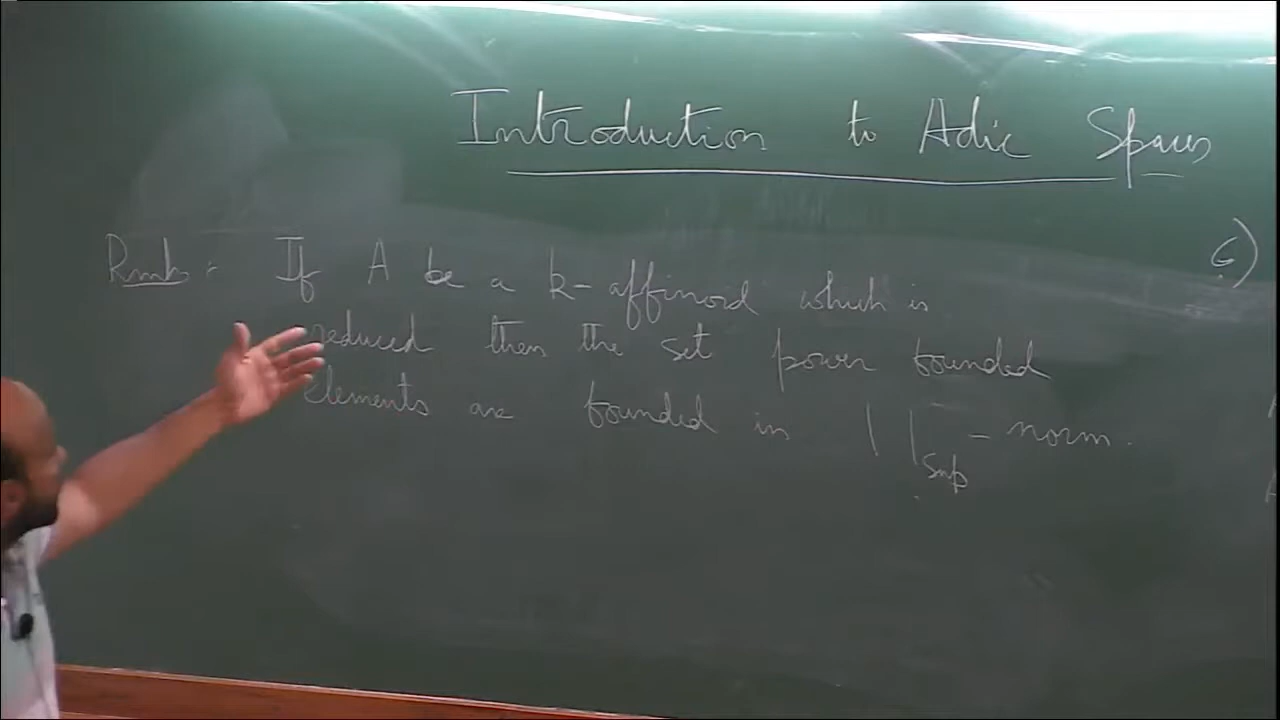 Introduction to Adic Spaces
Rmk: If A be a k-affinoid which is
reduced then the set power bounded
elements are bounded in | |sup - norm.
6)